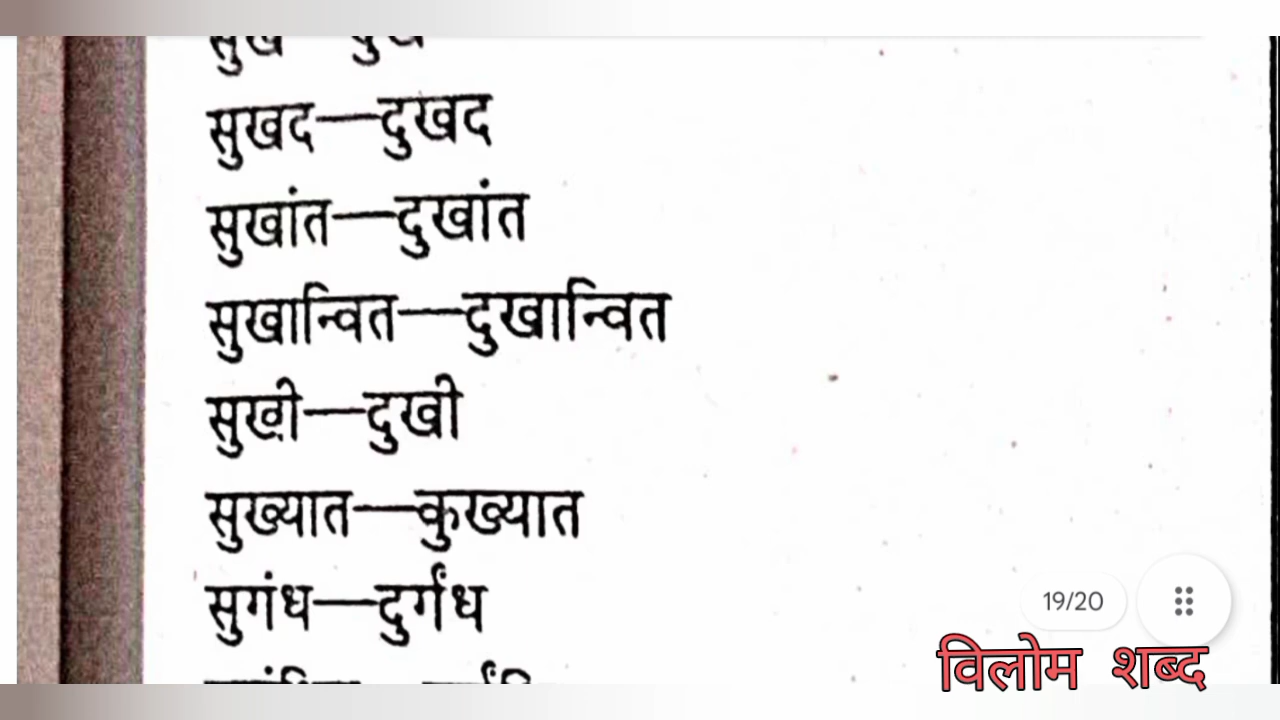 सुख—दुख
सुखद—दुखद
सुखांत—दुखांत
सुखान्वित—दुखान्वित
सुखी—दुखी
सुख्यात—कुख्यात
सुगंध—दुर्गंध
19/20
विलोम शब्द